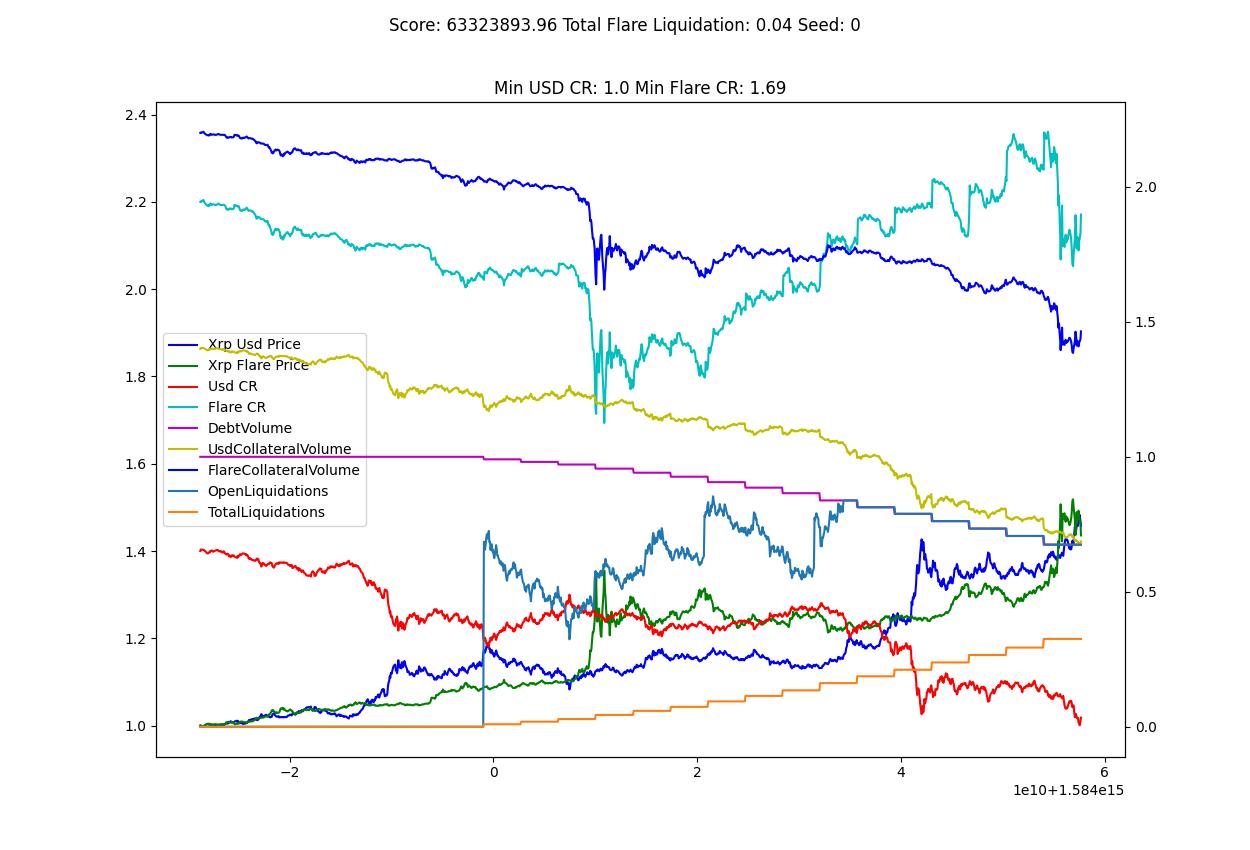 Score: 63323893.96 Total Flare Liquidation: 0.04 Seed: 0
Min USD CR: 1.0 Min Flare CR: 1.69
2.4
2.2
2.0
1.8
1.6
1.4
1.2
1.0
2.0
1.5
1.0
0.5
0.0
Xrp Usd Price
Xrp Flare Price
Usd CR
Flare CR
DebtVolume
UsdCollateralVolume
FlareCollateralVolume
OpenLiquidations
TotalLiquidations
−2
0
2
4
6
1e10+1.584e15